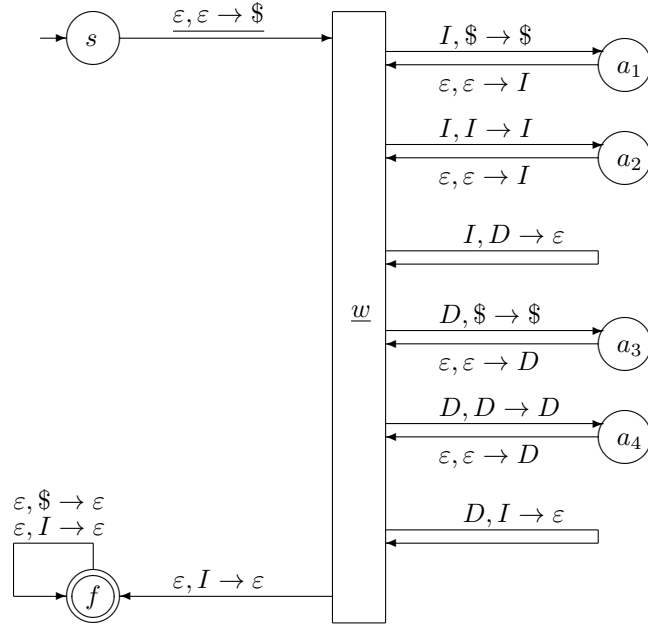 s
ε, ε → $
I, $ → $
ε, ε → I
a₁
I, I → I
ε, ε → I
a₂
I, D → ε
w
D, $ → $
ε, ε → D
a₃
D, D → D
ε, ε → D
a₄
D, I → ε
ε, $ → ε
ε, I → ε
f
ε, I → ε